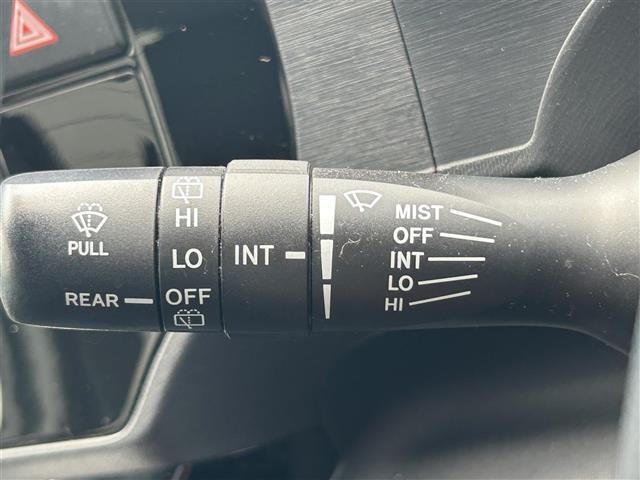 PULL
REAR
HI
LO
OFF
INT
MIST
OFF
INT
LO
HI